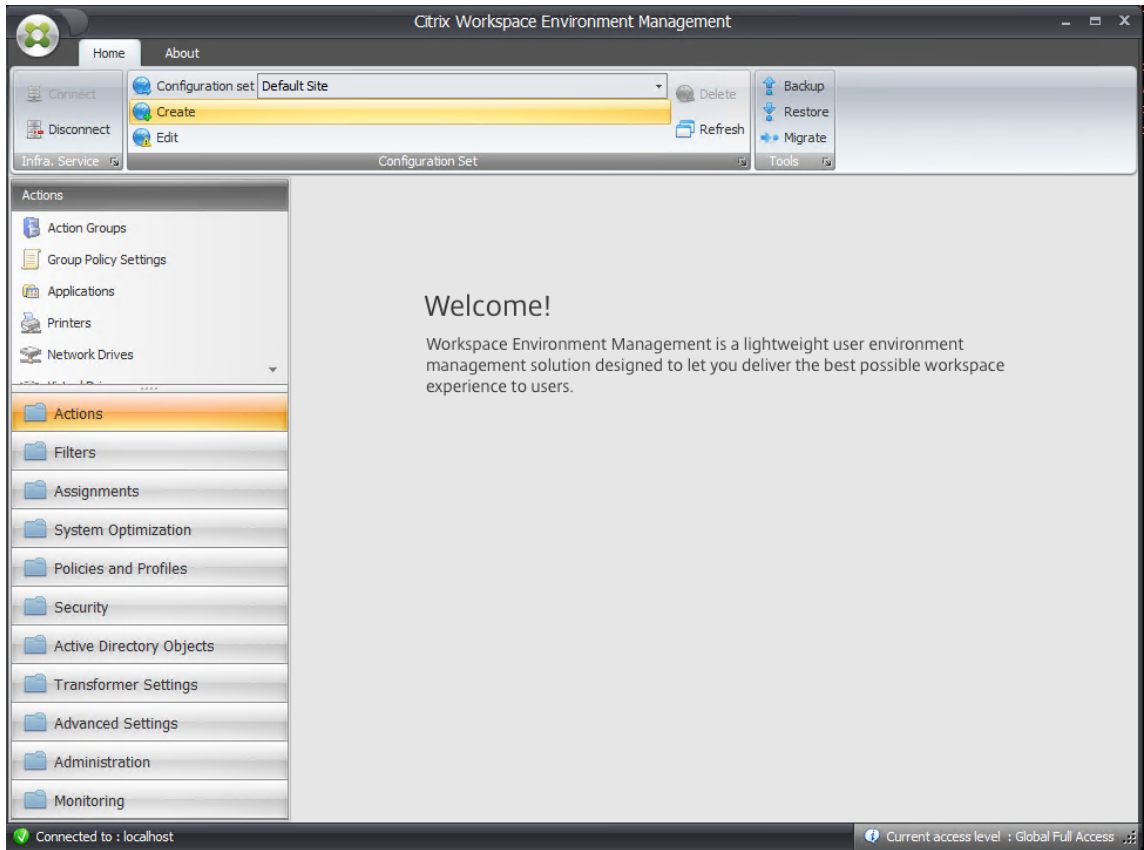 Citrix Workspace Environment Management
Home About
Connect
Disconnect
Infra. Service
Configuration set Default Site
Create
Edit
Delete
Refresh
Configuration Set
Backup
Restore
Migrate
Tools
Actions
Action Groups
Group Policy Settings
Applications
Printers
Network Drives
Actions
Filters
Assignments
System Optimization
Policies and Profiles
Security
Active Directory Objects
Transformer Settings
Advanced Settings
Administration
Monitoring
Welcome!
Workspace Environment Management is a lightweight user environment
management solution designed to let you deliver the best possible workspace
experience to users.
Connected to : localhost
Current access level : Global Full Access